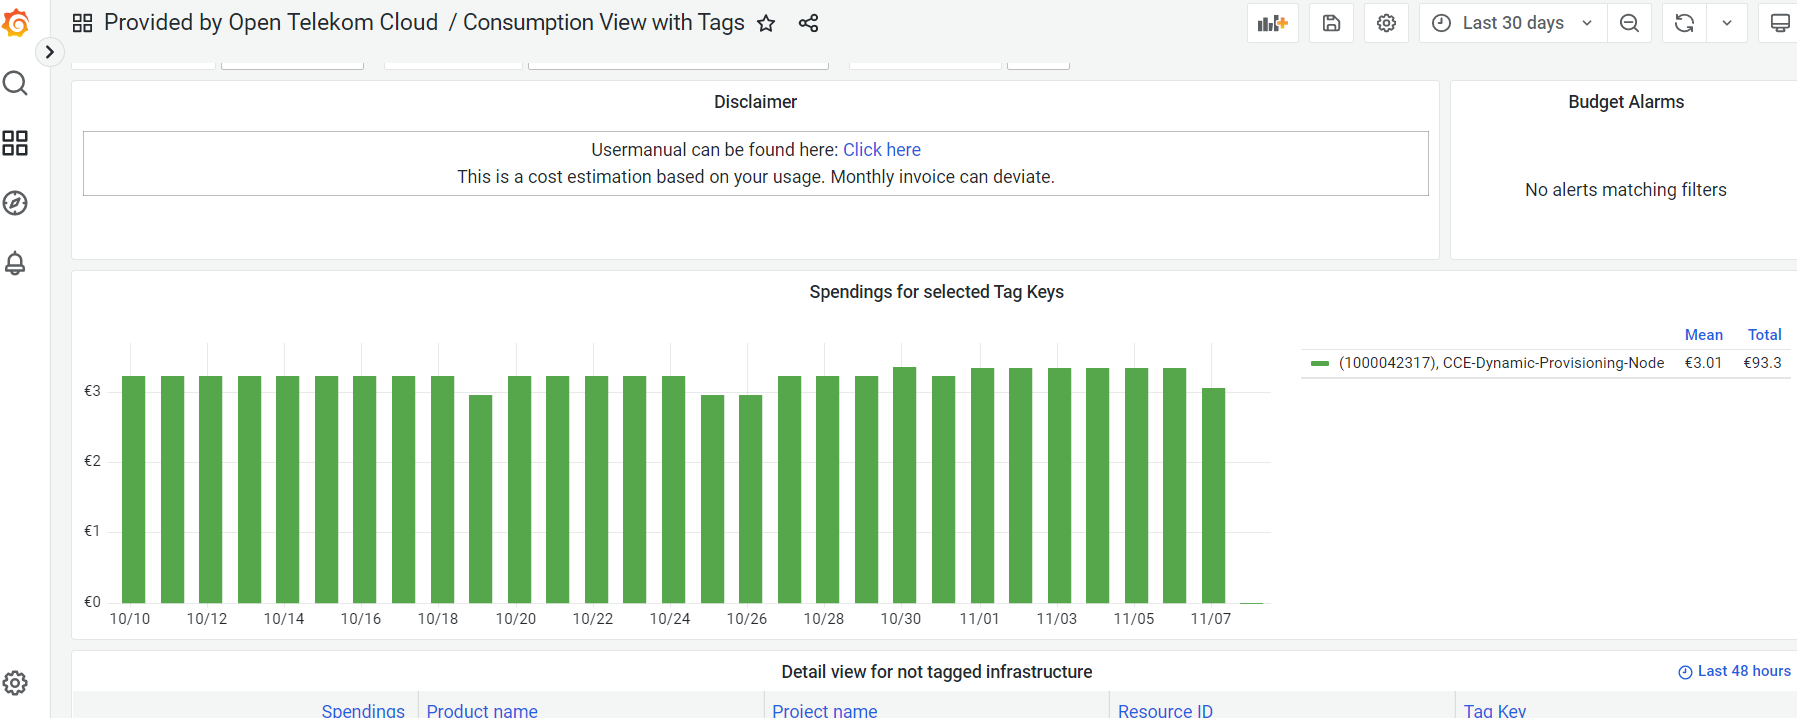 Provided by Open Telekom Cloud / Consumption View with Tags
Last 30 days
Disclaimer
Usermanual can be found here: Click here
This is a cost estimation based on your usage. Monthly invoice can deviate.
Budget Alarms
No alerts matching filters
Spendings for selected Tag Keys
Mean Total
(1000042317), CCE-Dynamic-Provisioning-Node €3.01 €93.3
€3
€2
€1
€0
10/10 10/12 10/14 10/16 10/18 10/20 10/22 10/24 10/26 10/28 10/30 11/01 11/03 11/05 11/07
Detail view for not tagged infrastructure
Last 48 hours
Spendings Product name Project name Resource ID Tag Key